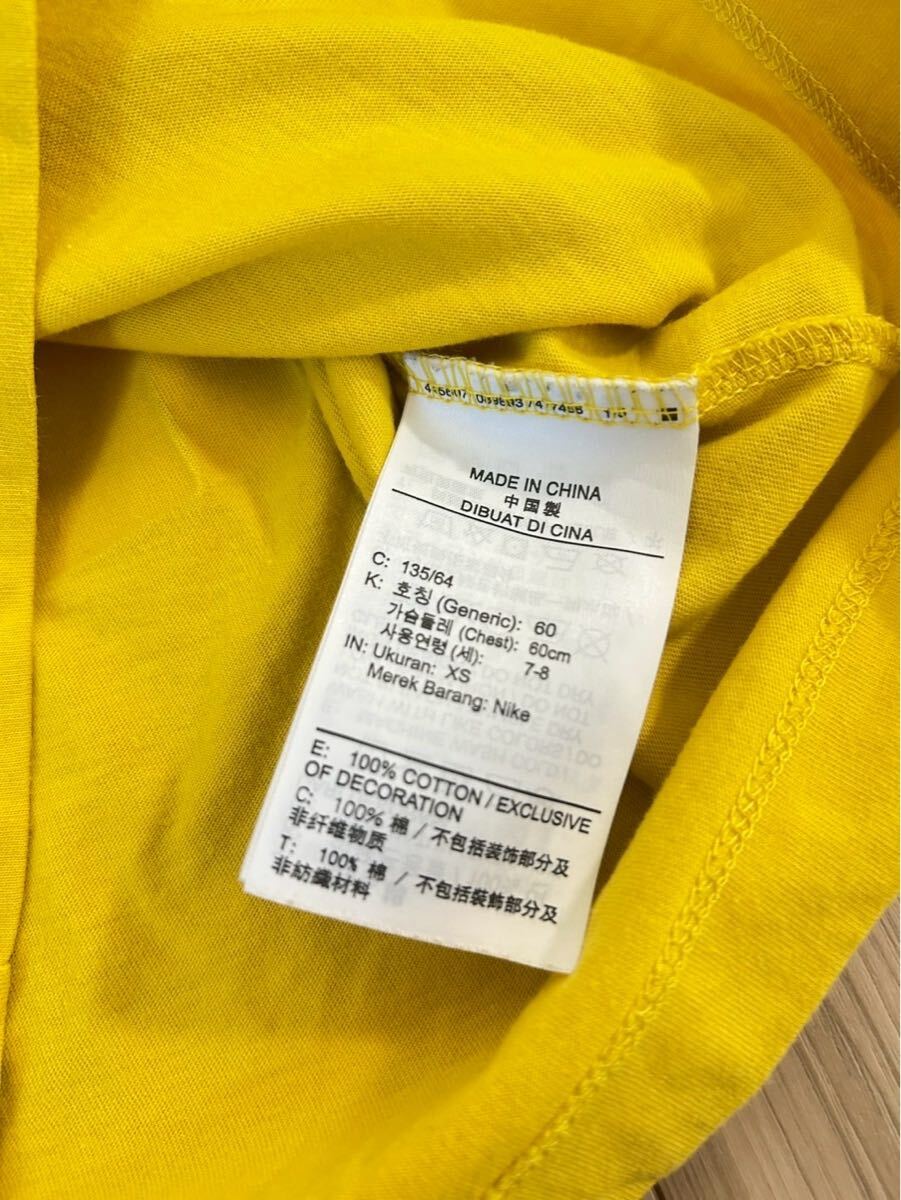 MADE IN CHINA
中国製
DIBUAT DI CINA
C: 135/64
K: 호칭 (Generic): 60
가슴둘레 (Chest): 60cm
사용연령 (세): 7-8
IN: Ukuran: XS
Merek Barang: Nike
E: 100% COTTON / EXCLUSIVE
OF DECORATION
C: 100% 棉 / 不包括装饰部分及
非纤维物质
T: 100% 棉 / 不包括裝飾部分及
非紡織材料